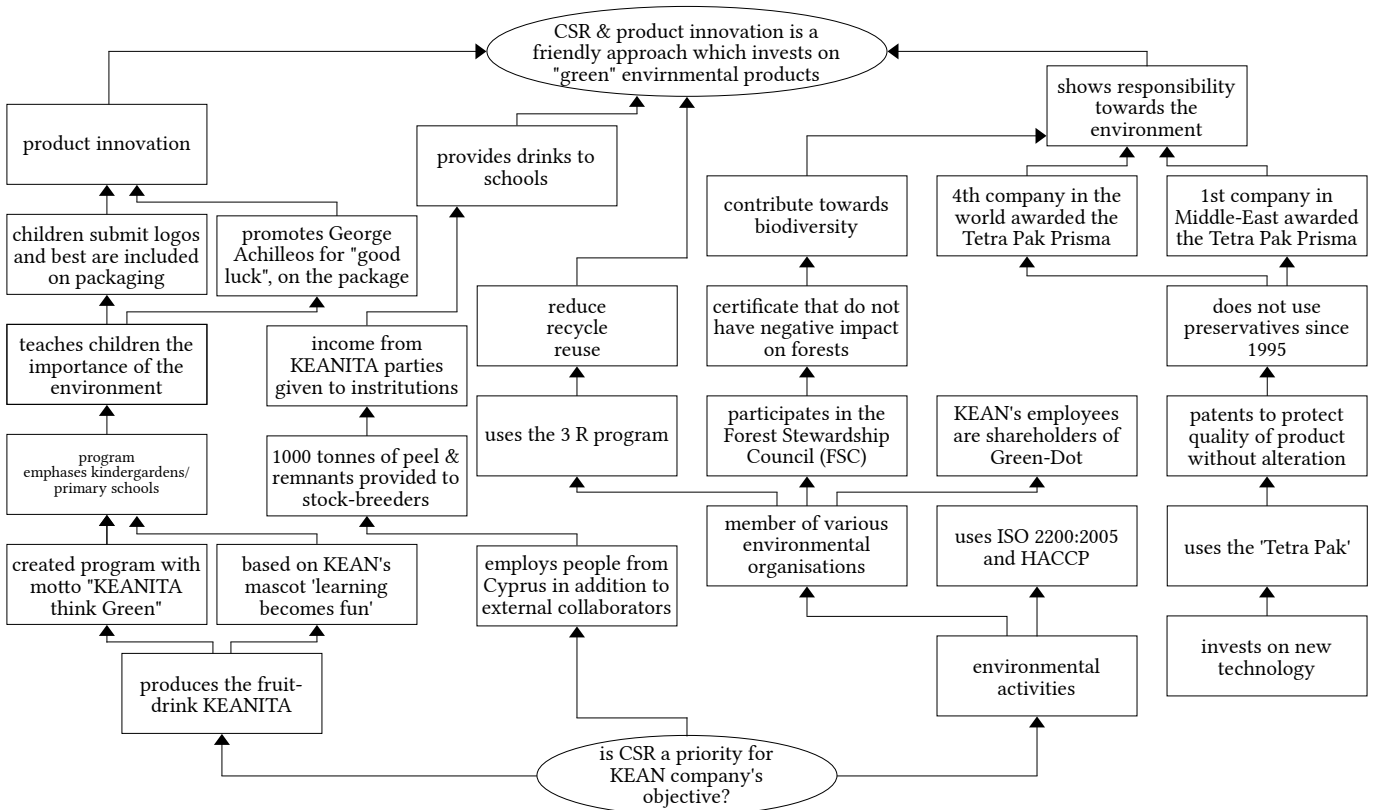 CSR & product innovation is a
friendly approach which invests on
"green" envirnmental products
shows responsibility
towards the
environment
product innovation
provides drinks to
schools
contribute towards
biodiversity
4th company in the
world awarded the
Tetra Pak Prisma
1st company in
Middle-East awarded
the Tetra Pak Prisma
children submit logos
and best are included
on packaging
promotes George
Achilleos for "good
luck", on the package
reduce
recycle
reuse
certificate that do not
have negative impact
on forests
does not use
preservatives since
1995
teaches children the
importance of the
environment
income from
KEANITA parties
given to institutions
uses the 3 R program
participates in the
Forest Stewardship
Council (FSC)
KEAN's employees
are shareholders of
Green-Dot
patents to protect
quality of product
without alteration
program
emphases kindergardens/
primary schools
1000 tonnes of peel &
remnants provided to
stock-breeders
member of various
environmental
organisations
uses ISO 2200:2005
and HACCP
uses the 'Tetra Pak'
created program with
motto "KEANITA
think Green"
based on KEAN's
mascot 'learning
becomes fun'
employs people from
Cyprus in addition to
external collaborators
produces the fruit-
drink KEANITA
environmental
activities
invests on new
technology
is CSR a priority for
KEAN company's
objective?